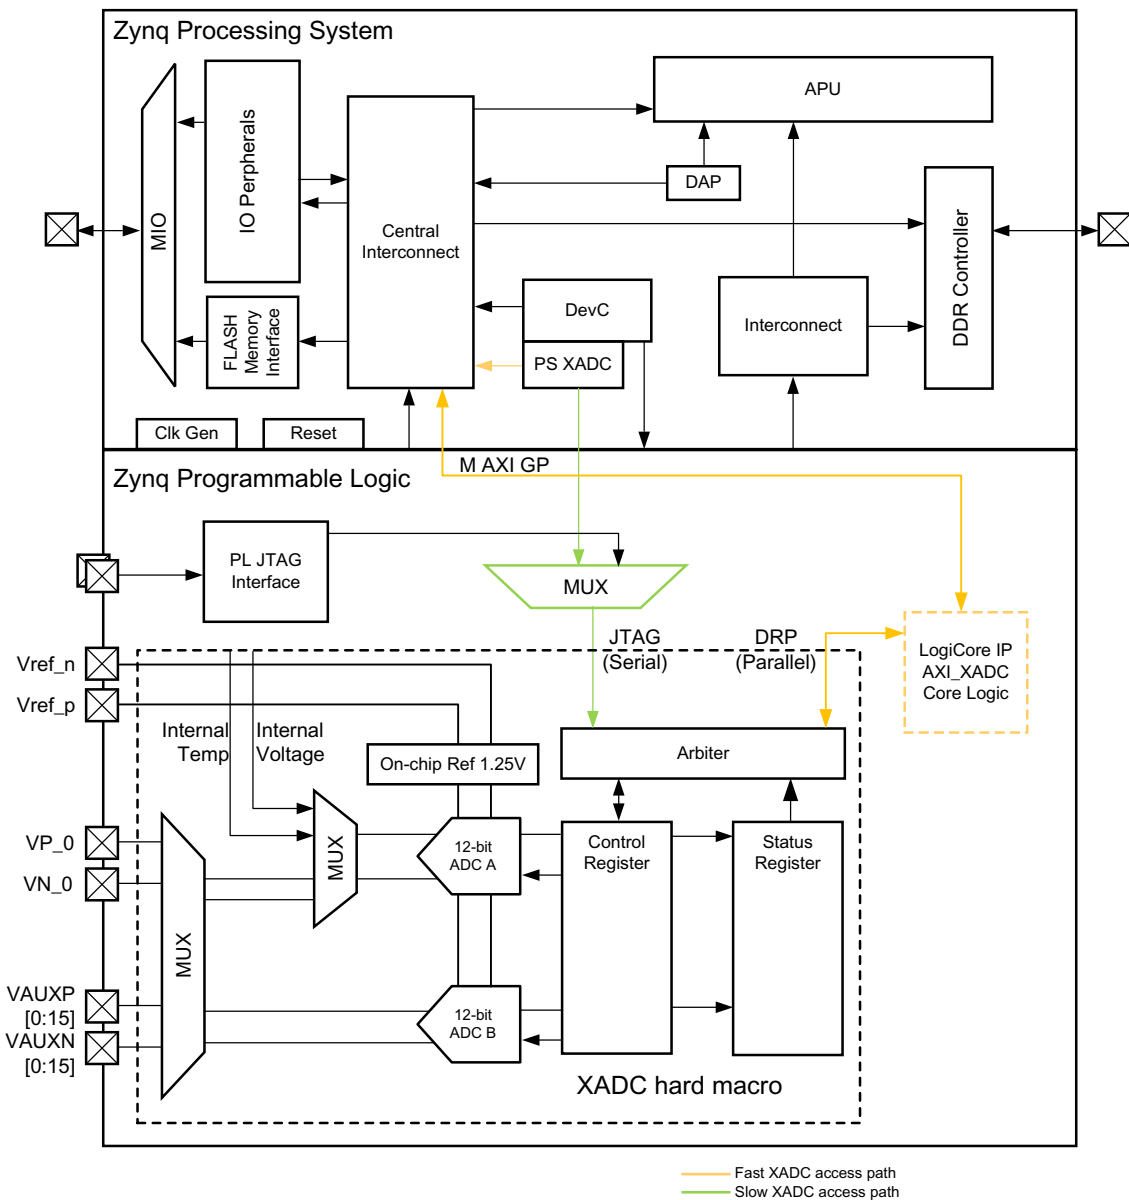 Zynq Processing System
APU
IO Perpherals
DAP
MIO
Central
Interconnect
DDR Controller
DevC
Interconnect
FLASH
Memory
Interface
PS XADC
Clk Gen
Reset
M AXI GP
Zynq Programmable Logic
PL JTAG
Interface
MUX
JTAG
(Serial)
DRP
(Parallel)
LogiCore IP
AXI_XADC
Core Logic
Vref_n
Vref_p
Internal
Temp
Internal
Voltage
On-chip Ref 1.25V
Arbiter
VP_0
VN_0
MUX
12-bit
ADC A
Control
Register
Status
Register
MUX
VAUXP
[0:15]
VAUXN
[0:15]
12-bit
ADC B
XADC hard macro
Fast XADC access path
Slow XADC access path